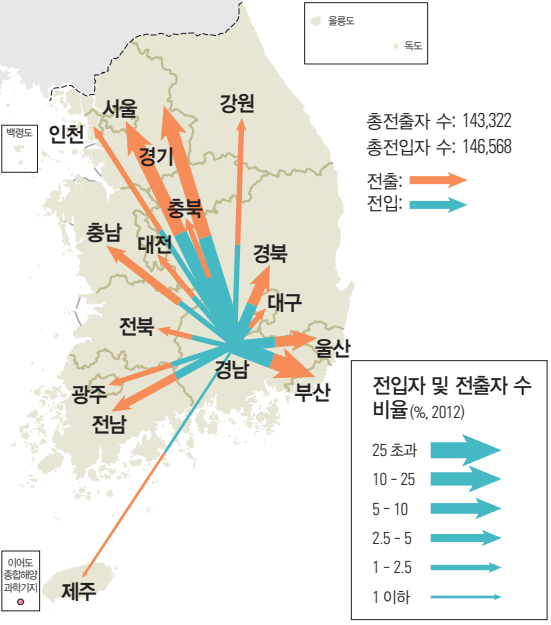 울릉도
독도
서울
강원
인천
백령도
경기
총전출자 수: 143,322
총전입자 수: 146,568
전출:
전입:
충북
충남
대전
경북
대구
전북
울산
경남
부산
광주
전남
전입자 및 전출자 수
비율(%, 2012)
25 초과
10 - 25
5 - 10
2.5 - 5
1 - 2.5
1 이하
이어도
종합해양
과학기지
제주